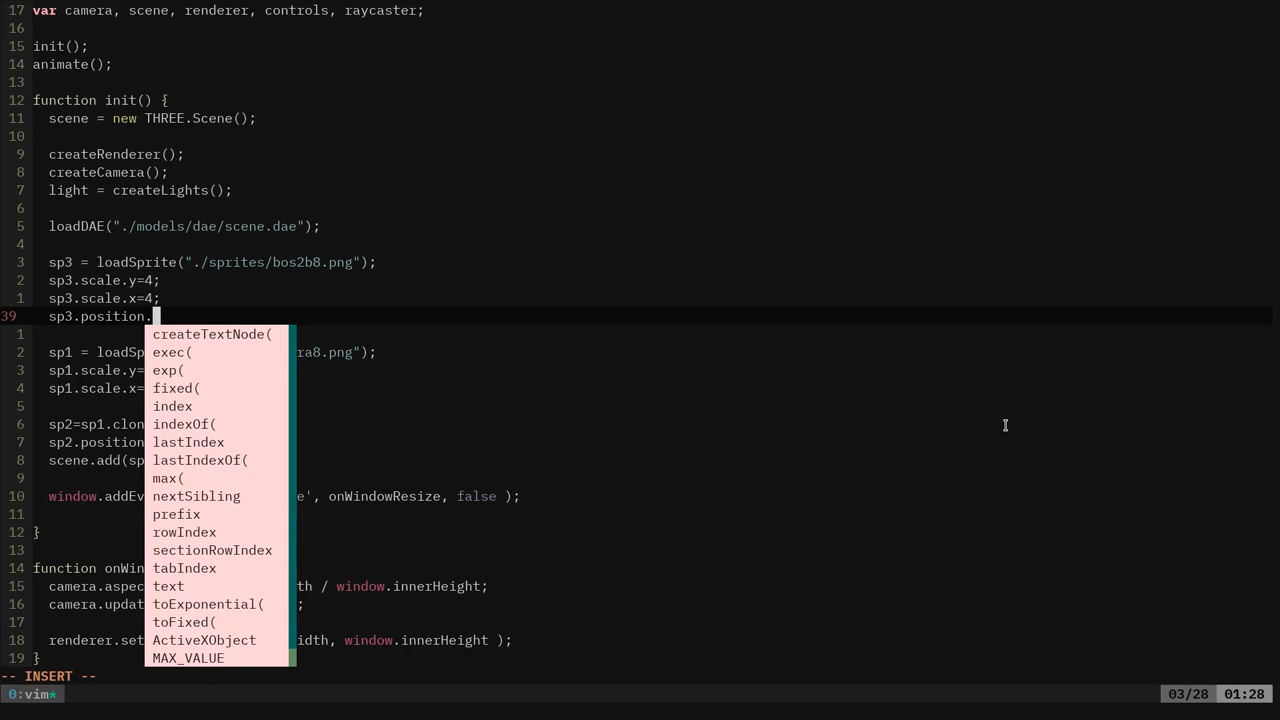 17 var camera, scene, renderer, controls, raycaster;
16
15 init();
14 animate();
13
12 function init() {
11 scene = new THREE.Scene();
10
9 createRenderer();
8 createCamera();
7 light = createLights();
6
5 loadDAE("./models/dae/scene.dae");
4
3 sp3 = loadSprite("./sprites/bos2b8.png");
2 sp3.scale.y=4;
1 sp3.scale.x=4;
39 sp3.position.
1 createTextNode(
2 sp1 = loadSp exec( ra8.png");
3 sp1.scale.y= exp(
4 sp1.scale.x= fixed(
5 index
6 sp2=sp1.clon indexOf(
7 sp2.position lastIndex
8 scene.add(sp lastIndexOf(
9 max(
10 window.addEv nextSibling e', onWindowResize, false );
11 prefix
12 } rowIndex
13 sectionRowIndex
14 function onWin tabIndex
15 camera.aspec text th / window.innerHeight;
16 camera.updat toExponential( ;
17 toFixed(
18 renderer.set ActiveXObject idth, window.innerHeight );
19 } MAX_VALUE
-- INSERT --
0:vim* 03/28 01:28